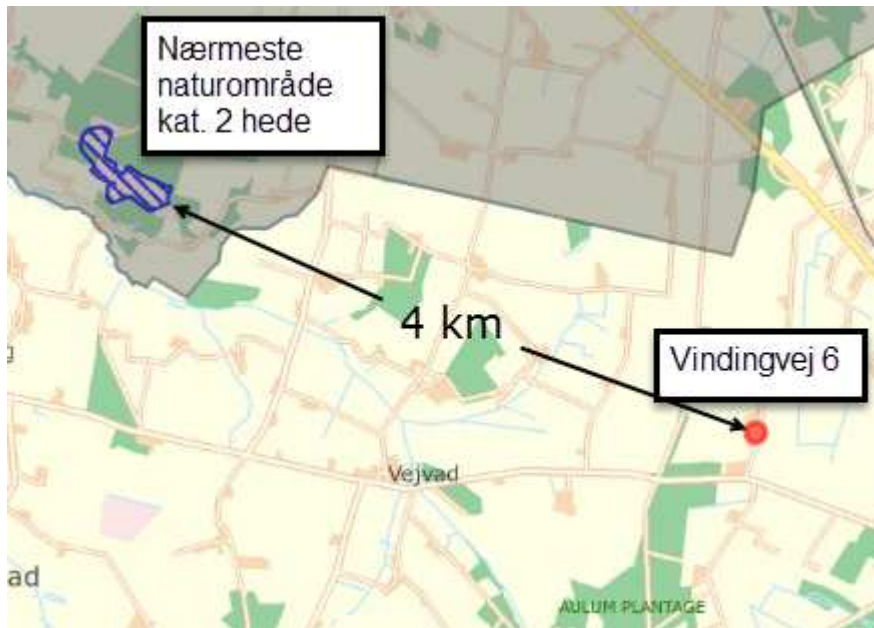 Nærmeste
naturområde
kat. 2 hede
4 km
Vindingvej 6
Vejvad
ad
AULUM PLANTAGE